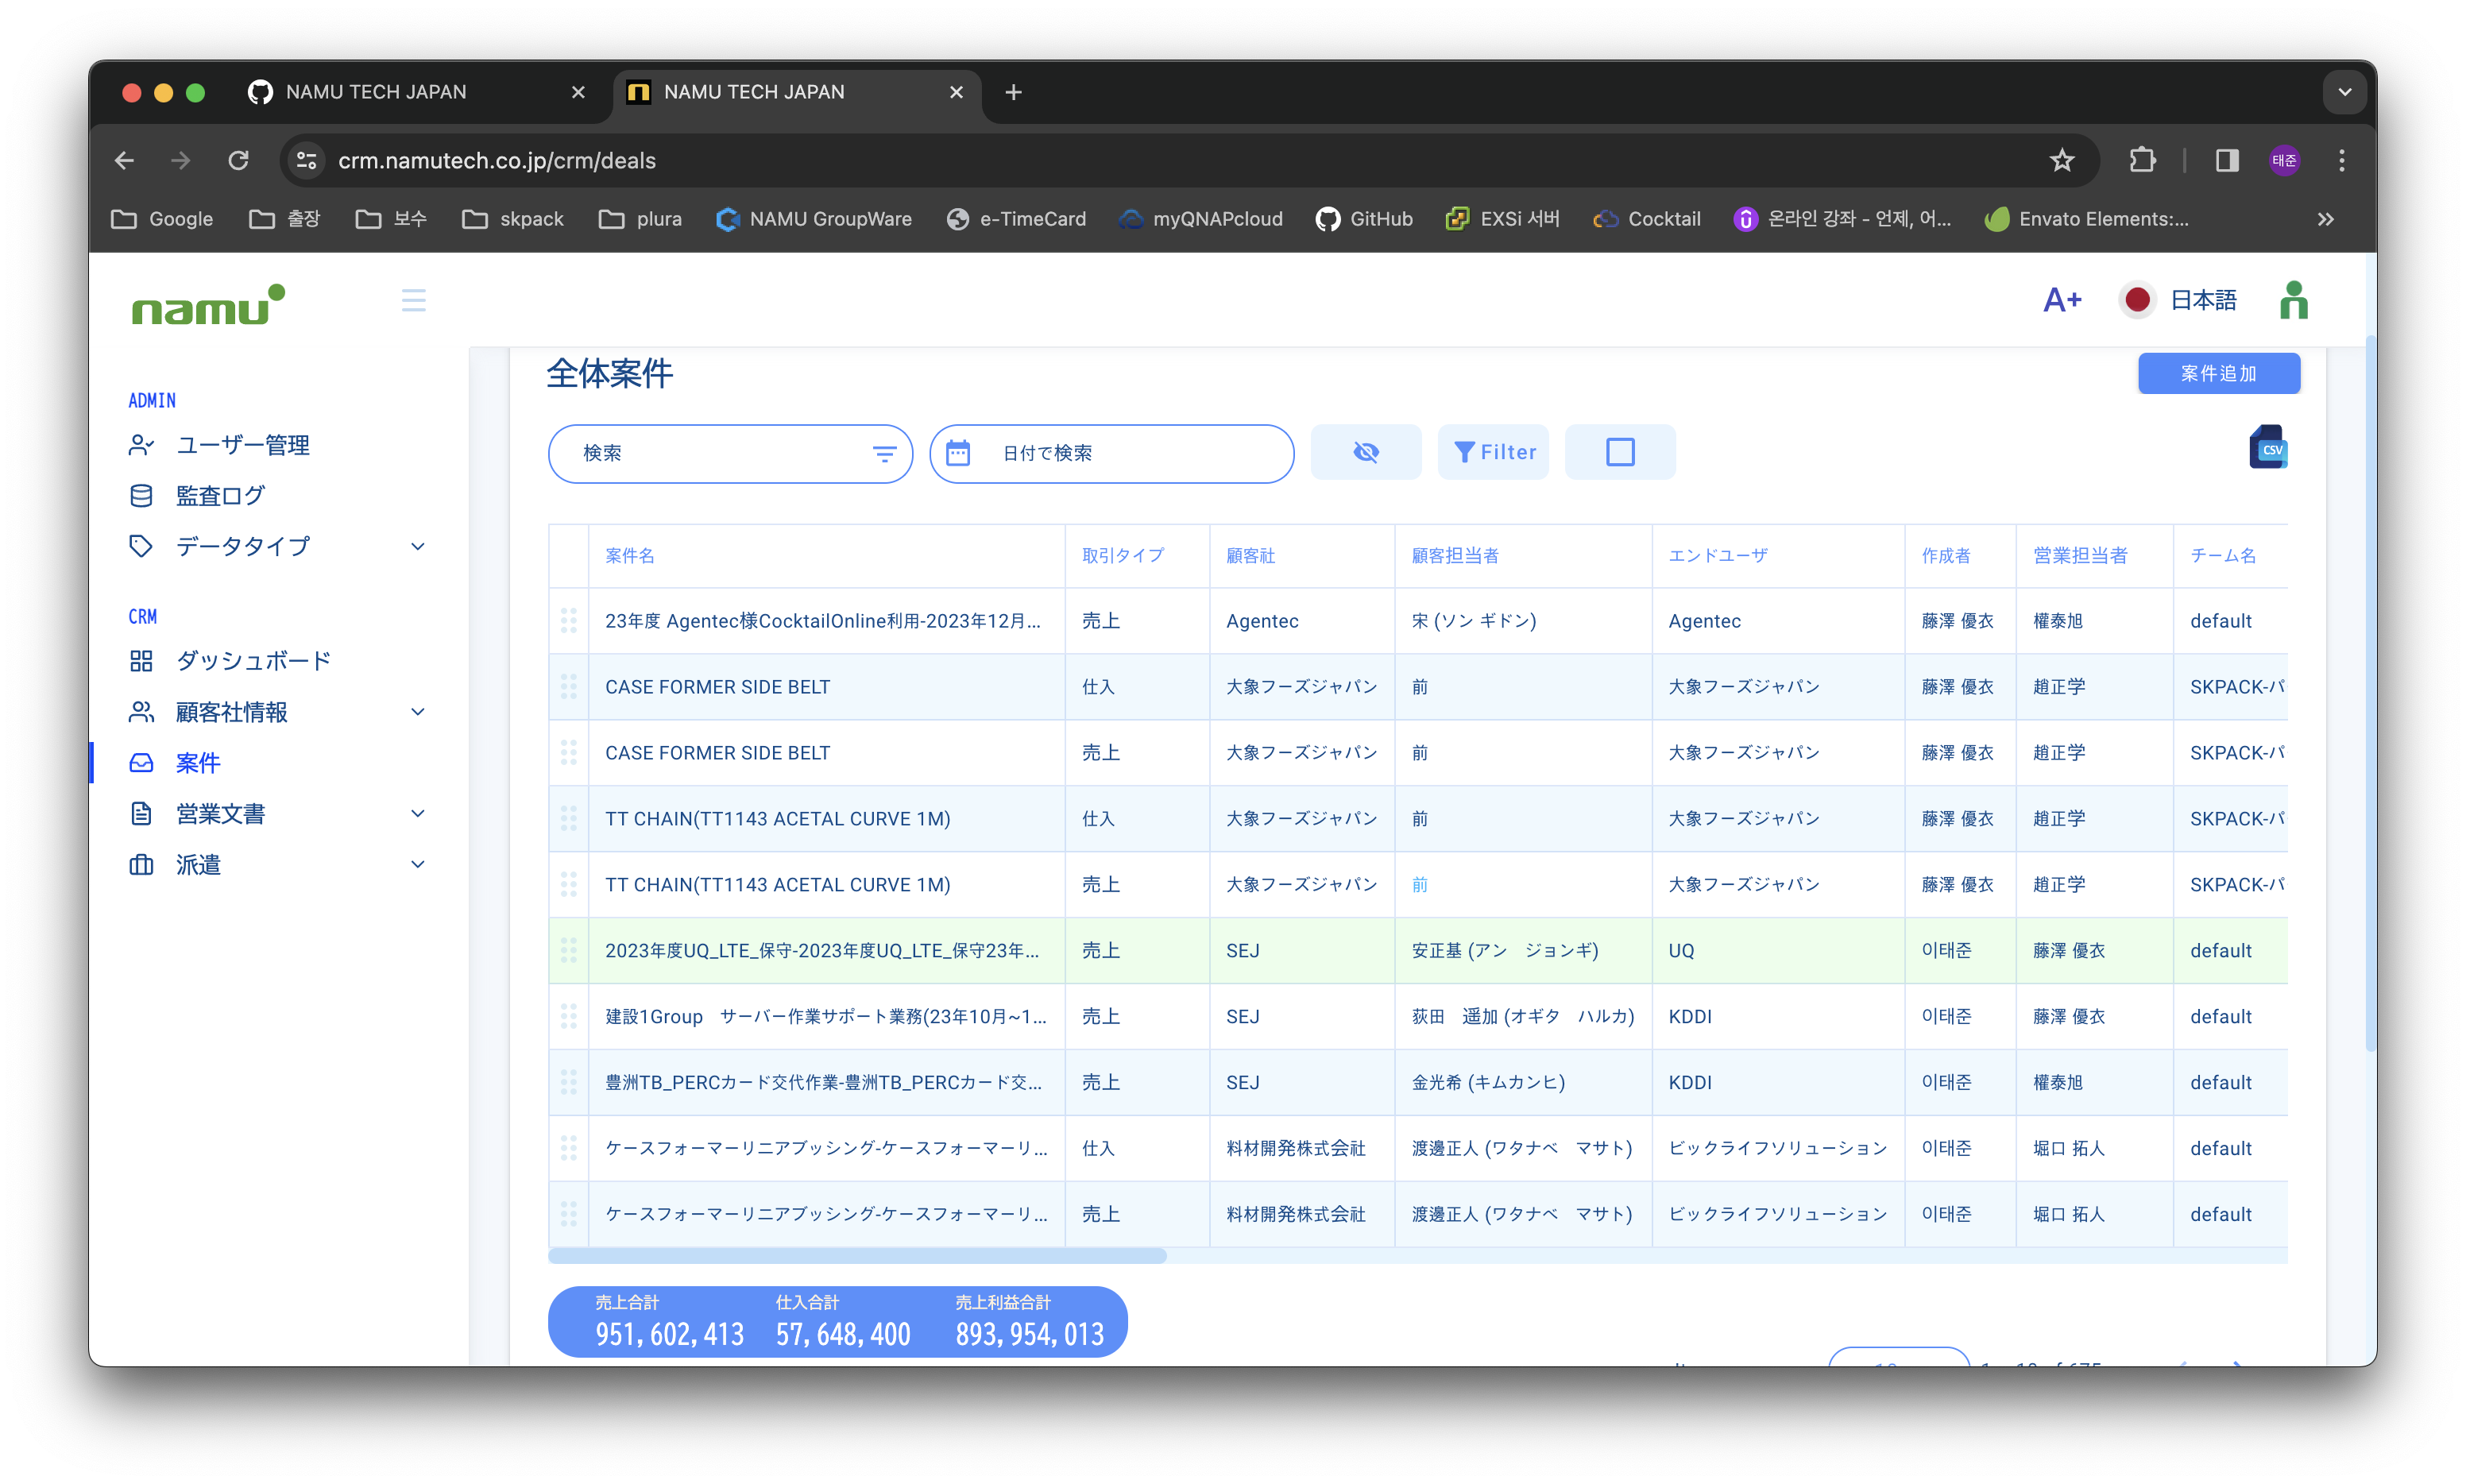 NAMU TECH JAPAN NAMU TECH JAPAN
crm.namutech.co.jp/crm/deals 태준
Google 출장 보수 skpack plura NAMU GroupWare e-TimeCard myQNAPcloud GitHub EXSi 서버 Cocktail 온라인 강좌 - 언제, 어... Envato Elements:...
namu A+ 日本語
ADMIN
ユーザー管理
監査ログ
データタイプ
CRM
ダッシュボード
顧客社情報
案件
営業文書
派遣
全体案件 案件追加
検索 日付で検索 Filter CSV
案件名 取引タイプ 顧客社 顧客担当者 エンドユーザ 作成者 営業担当者 チーム名
23年度 Agentec様CocktailOnline利用-2023年12月... 売上 Agentec 宋 (ソン ギドン) Agentec 藤澤 優衣 權泰旭 default
CASE FORMER SIDE BELT 仕入 大象フーズジャパン 前 大象フーズジャパン 藤澤 優衣 趙正学 SKPACK-パ
CASE FORMER SIDE BELT 売上 大象フーズジャパン 前 大象フーズジャパン 藤澤 優衣 趙正学 SKPACK-パ
TT CHAIN(TT1143 ACETAL CURVE 1M) 仕入 大象フーズジャパン 前 大象フーズジャパン 藤澤 優衣 趙正学 SKPACK-パ
TT CHAIN(TT1143 ACETAL CURVE 1M) 売上 大象フーズジャパン 前 大象フーズジャパン 藤澤 優衣 趙正学 SKPACK-パ
2023年度UQ_LTE_保守-2023年度UQ_LTE_保守23年... 売上 SEJ 安正基 (アン　ジョンギ) UQ 이태준 藤澤 優衣 default
建設1Group　サーバー作業サポート業務(23年10月~1... 売上 SEJ 荻田　遥加 (オギタ　ハルカ) KDDI 이태준 藤澤 優衣 default
豊洲TB_PERCカード交代作業-豊洲TB_PERCカード交... 売上 SEJ 金光希 (キムカンヒ) KDDI 이태준 權泰旭 default
ケースフォーマーリニアブッシング-ケースフォーマーリ... 仕入 料材開発株式会社 渡邊正人 (ワタナベ　マサト) ビックライフソリューション 이태준 堀口 拓人 default
ケースフォーマーリニアブッシング-ケースフォーマーリ... 売上 料材開発株式会社 渡邊正人 (ワタナベ　マサト) ビックライフソリューション 이태준 堀口 拓人 default
売上合計 仕入合計 売上利益合計
951,602,413 57,648,400 893,954,013